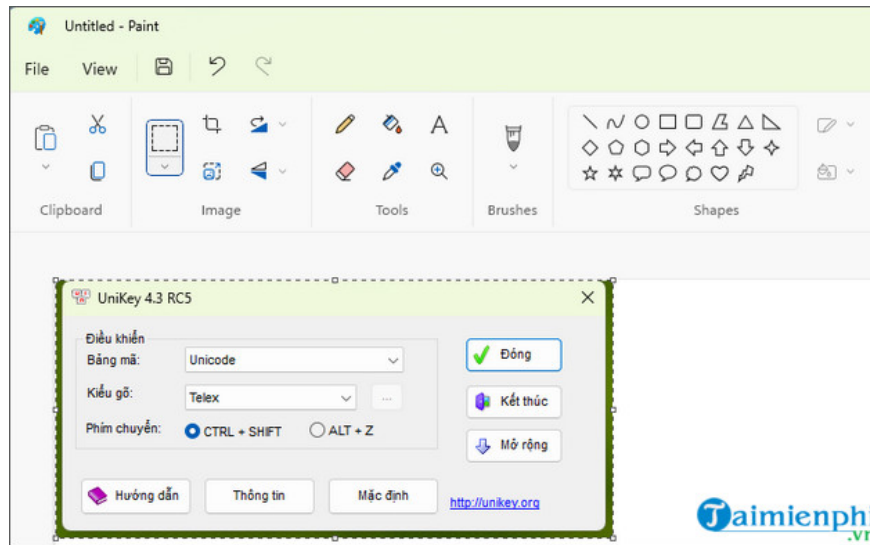 Untitled - Paint
File View
Clipboard Image Tools Brushes Shapes
UniKey 4.3 RC5
Điều khiển
Bảng mã: Unicode Đóng
Kiểu gõ: Telex ... Kết thúc
Phím chuyển: CTRL + SHIFT ALT + Z Mở rộng
Hướng dẫn Thông tin Mặc định http://unikey.org
Taimienphi
.vn